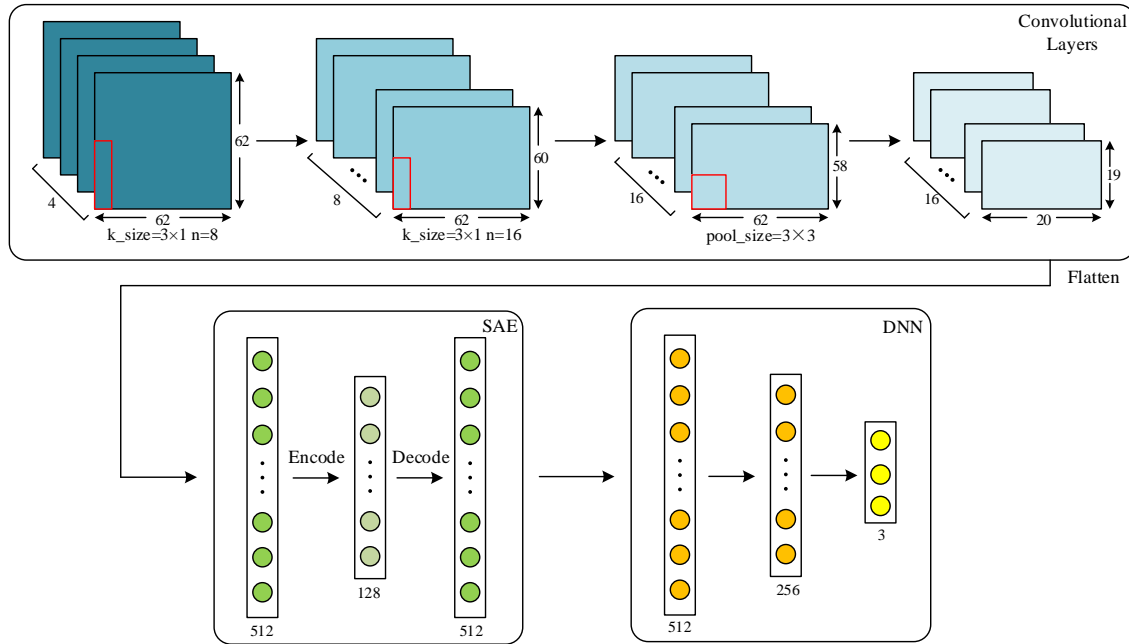 Convolutional
Layers
62
60
58
19
4
8
16
16
62
62
62
20
k_size=3×1 n=8
k_size=3×1 n=16
pool_size=3×3
Flatten
SAE
DNN
Encode
Decode
3
128
256
512
512
512